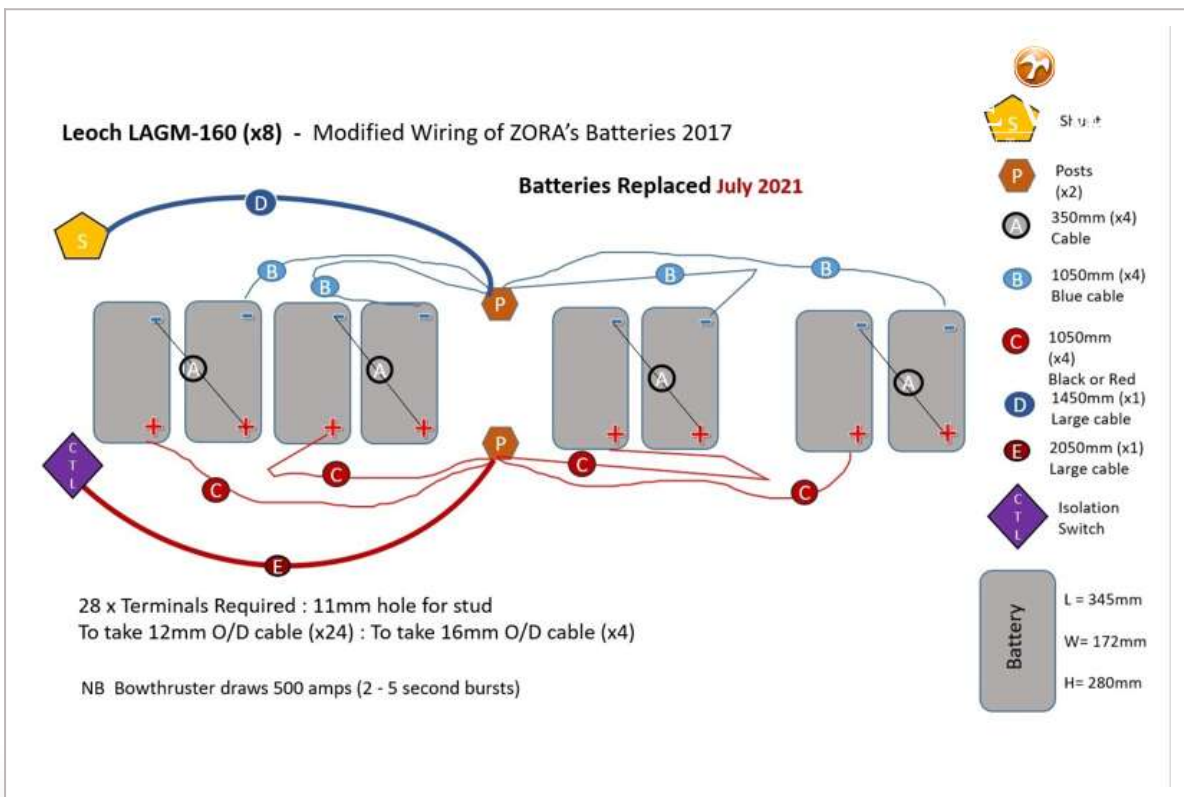 Leoch LAGM-160 (x8) - Modified Wiring of ZORA's Batteries 2017
Batteries Replaced July 2021
D
S
B
B
B
B
P
- - - - - - - -
A
A
A
A
+ + + + + + + +
P
CTL
C
C
C
C
E
28 x Terminals Required : 11mm hole for stud
To take 12mm O/D cable (x24) : To take 16mm O/D cable (x4)
NB Bowthruster draws 500 amps (2 - 5 second bursts)
S
Shunt
P
Posts
(x2)
A
350mm (x4)
Cable
B
1050mm (x4)
Blue cable
C
1050mm
(x4)
Black or Red
D
1450mm (x1)
Large cable
E
2050mm (x1)
Large cable
CTL
Isolation
Switch
Battery
L = 345mm
W= 172mm
H= 280mm